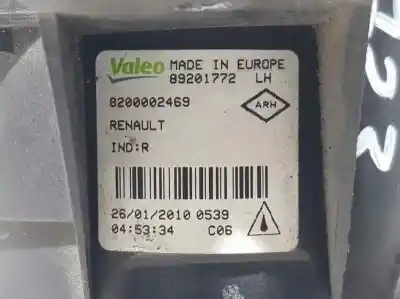 Valeo MADE IN EUROPE
89201772 LH
8200002469
ARH
RENAULT
IND:R
26/01/2010 0539
04:53:34 C06